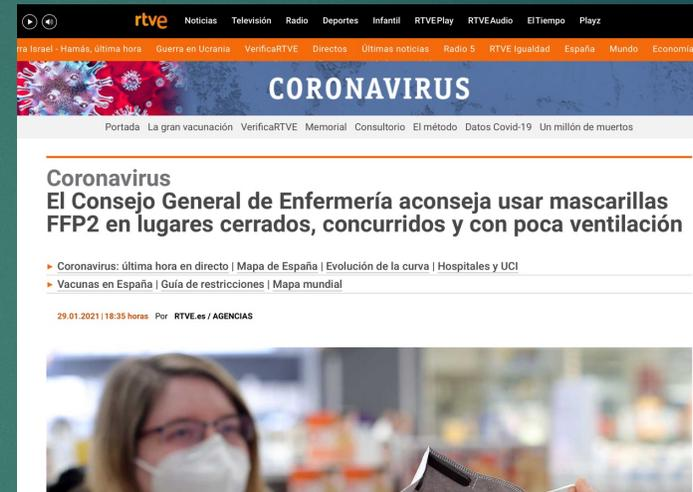 rtve Noticias Televisión Radio Deportes Infantil RTVEPlay RTVEAudio ElTiempo Playz
rra Israel - Hamás, última hora Guerra en Ucrania VerificaRTVE Directos Últimas noticias Radio 5 RTVE Igualdad España Mundo Economía
CORONAVIRUS
Portada La gran vacunación VerificaRTVE Memorial Consultorio El método Datos Covid-19 Un millón de muertos
Coronavirus
El Consejo General de Enfermería aconseja usar mascarillas
FFP2 en lugares cerrados, concurridos y con poca ventilación
Coronavirus: última hora en directo | Mapa de España | Evolución de la curva | Hospitales y UCI
Vacunas en España | Guía de restricciones | Mapa mundial
29.01.2021 | 18:35 horas Por RTVE.es / AGENCIAS